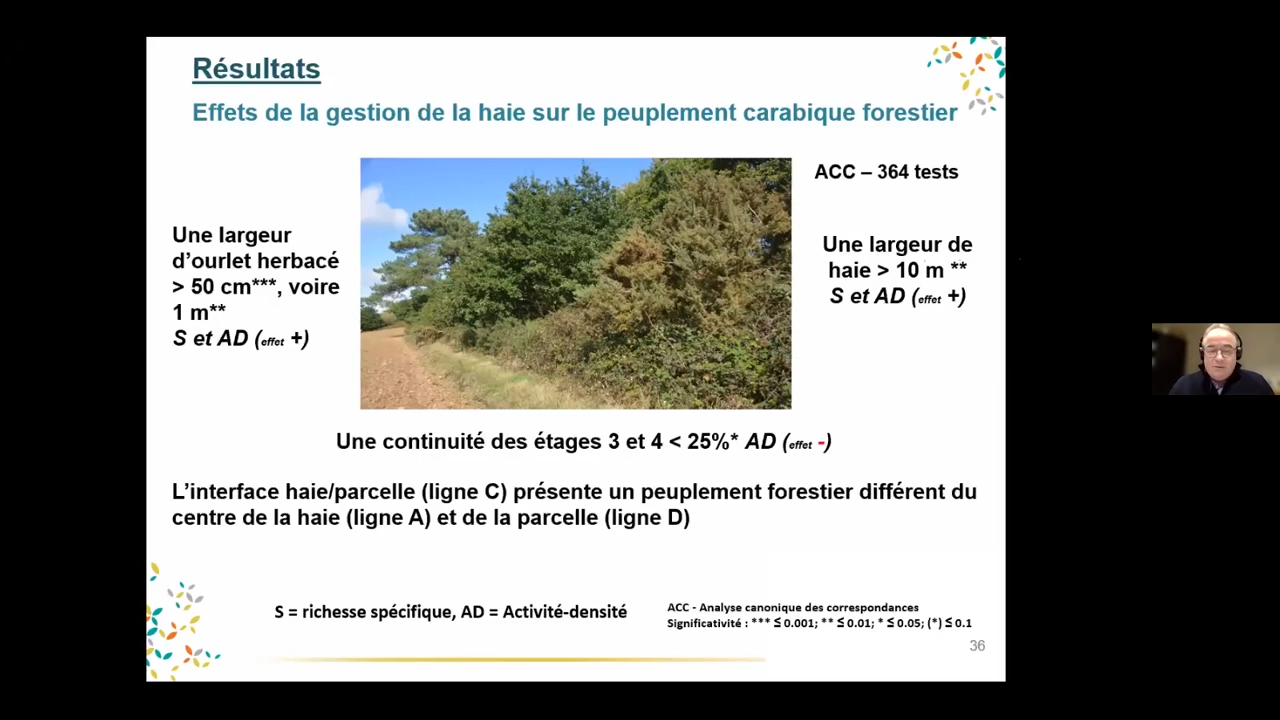 Résultats
Effets de la gestion de la haie sur le peuplement carabique forestier
ACC – 364 tests
Une largeur
d'ourlet herbacé
> 50 cm***, voire
1 m**
S et AD (effet +)
Une largeur de
haie > 10 m **
S et AD (effet +)
Une continuité des étages 3 et 4 < 25%* AD (effet -)
L'interface haie/parcelle (ligne C) présente un peuplement forestier différent du
centre de la haie (ligne A) et de la parcelle (ligne D)
S = richesse spécifique, AD = Activité-densité
ACC - Analyse canonique des correspondances
Significativité : *** ≤ 0.001; ** ≤ 0.01; * ≤ 0.05; (*) ≤ 0.1
36